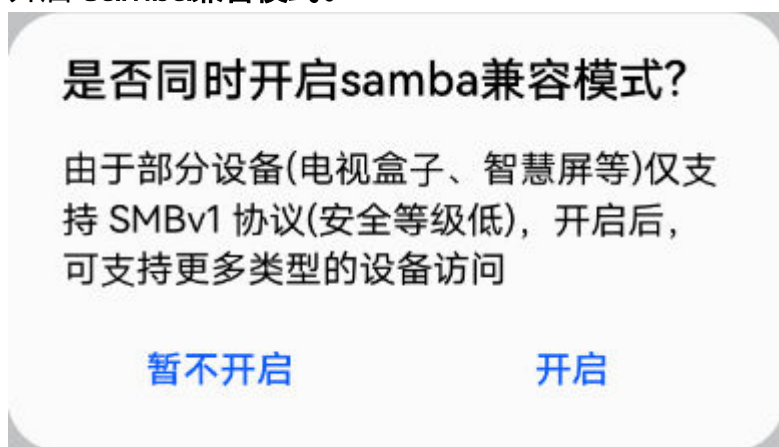 是否同时开启samba兼容模式?
由于部分设备(电视盒子、智慧屏等)仅支
持 SMBv1 协议(安全等级低)，开启后，
可支持更多类型的设备访问
暂不开启
开启